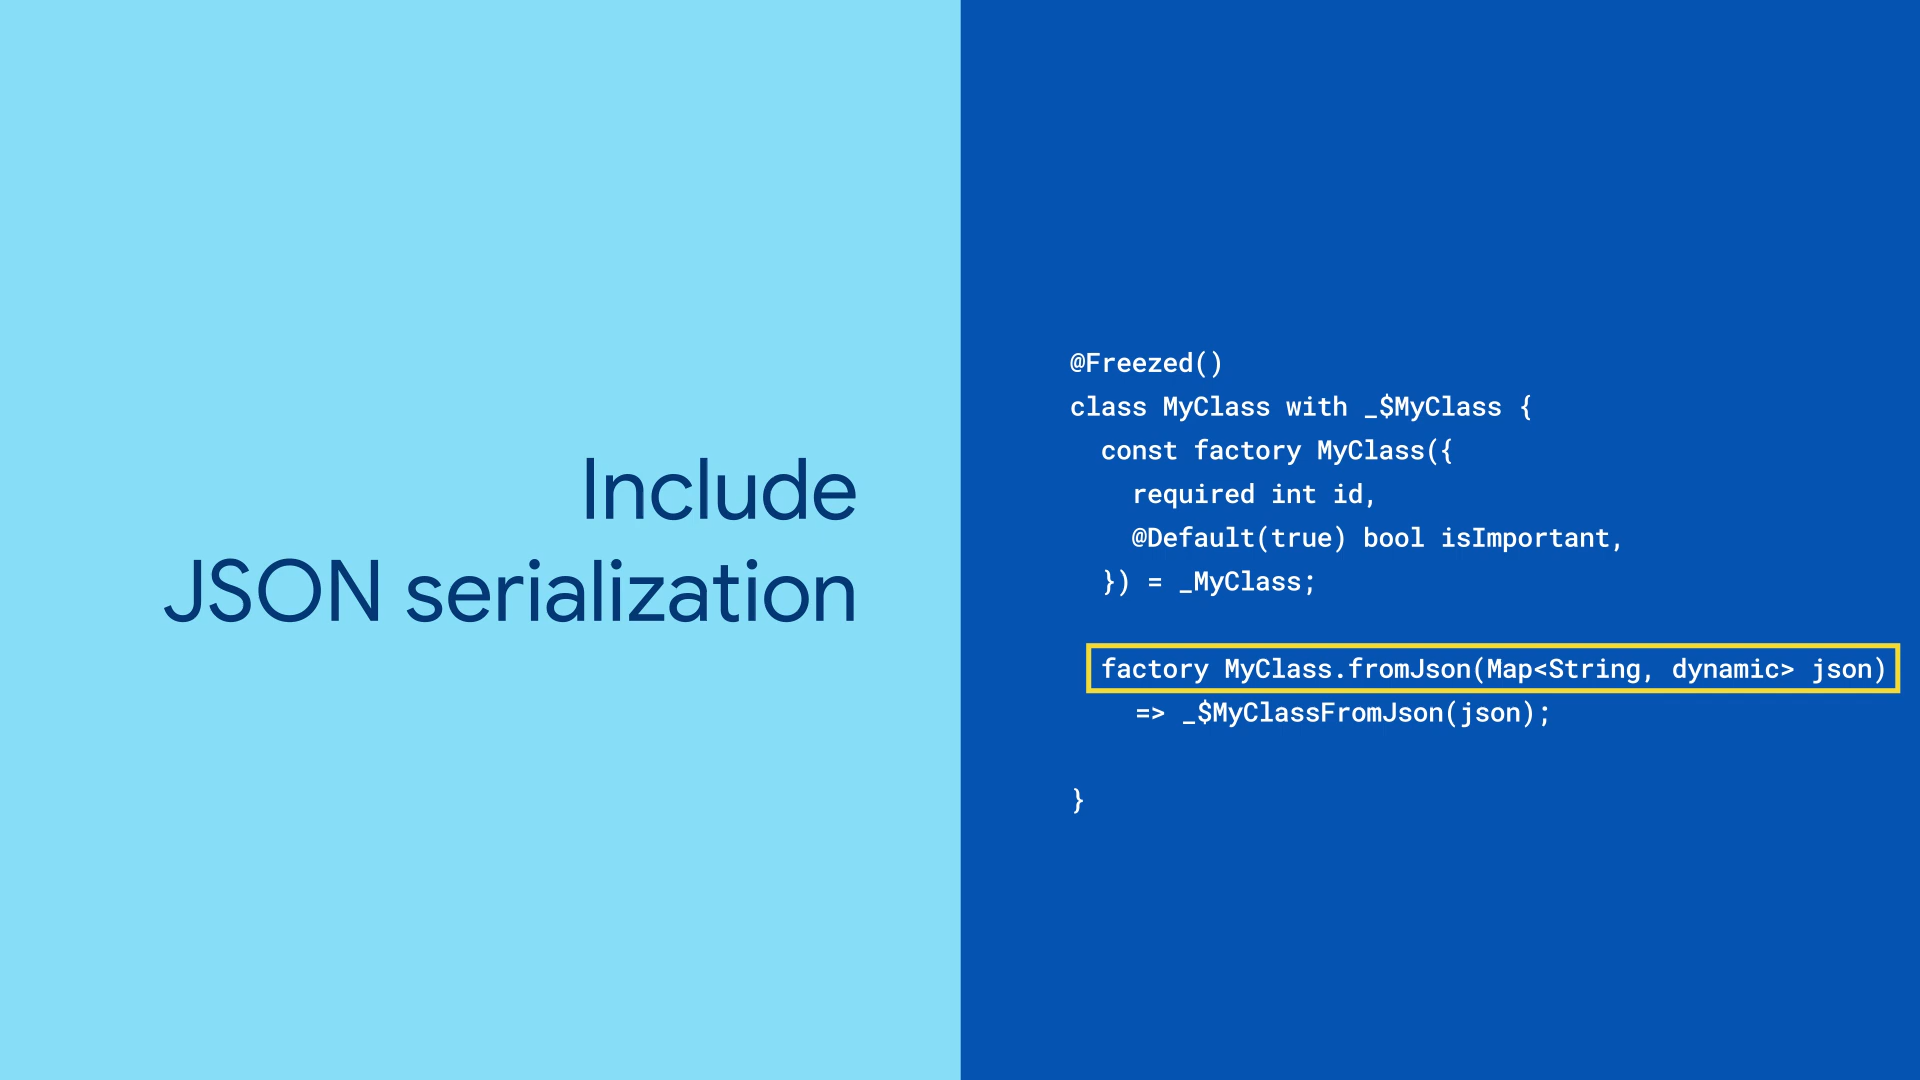 Include
JSON serialization
@Freezed()
class MyClass with _$MyClass {
  const factory MyClass({
    required int id,
    @Default(true) bool isImportant,
  }) = _MyClass;
  factory MyClass.fromJson(Map<String, dynamic> json)
    => _$MyClassFromJson(json);
}